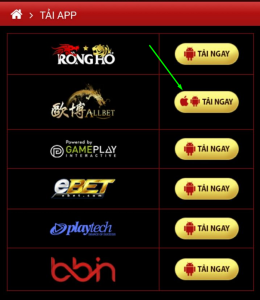 TẢI APP
RỒNG HỔ
TẢI NGAY
歐博 ALLBET
TẢI NGAY
Powered by
GAMEPLAY
INTERACTIVE
TẢI NGAY
eBET
TẢI NGAY
playtech
TẢI NGAY
bbin
TẢI NGAY